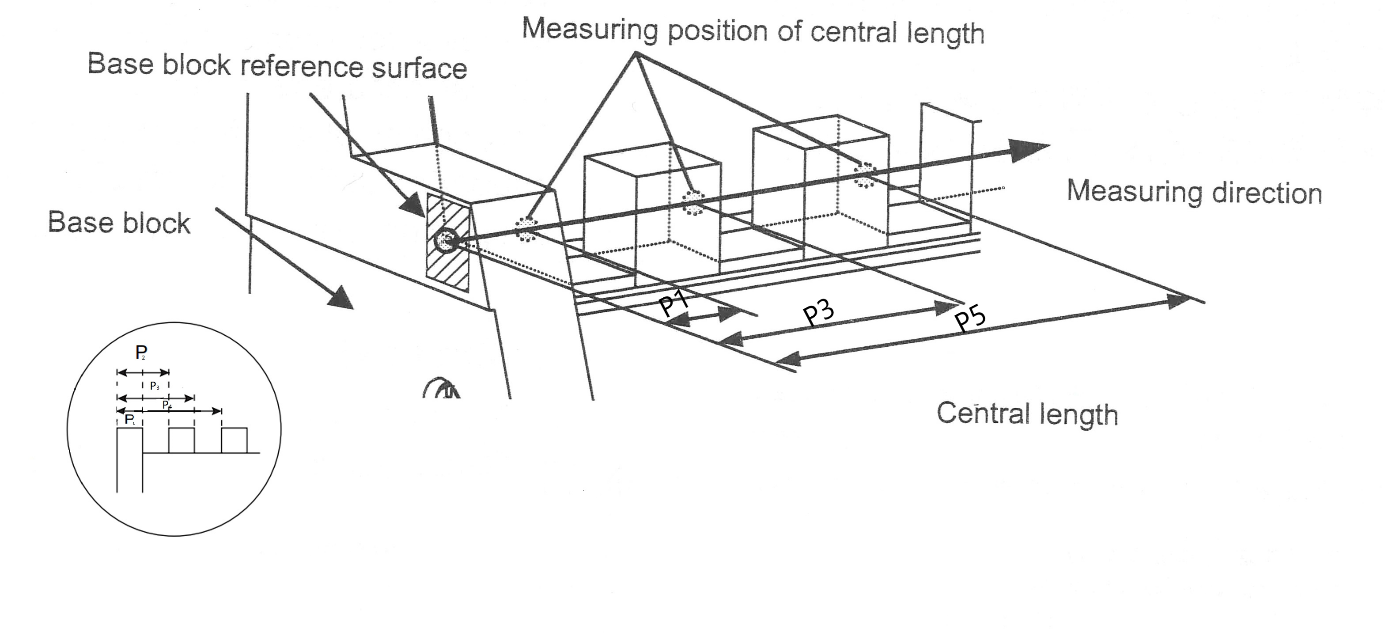 Measuring position of central length
Base block reference surface
Measuring direction
Base block
P1
P3
P5
P2
P3
P4
Central length